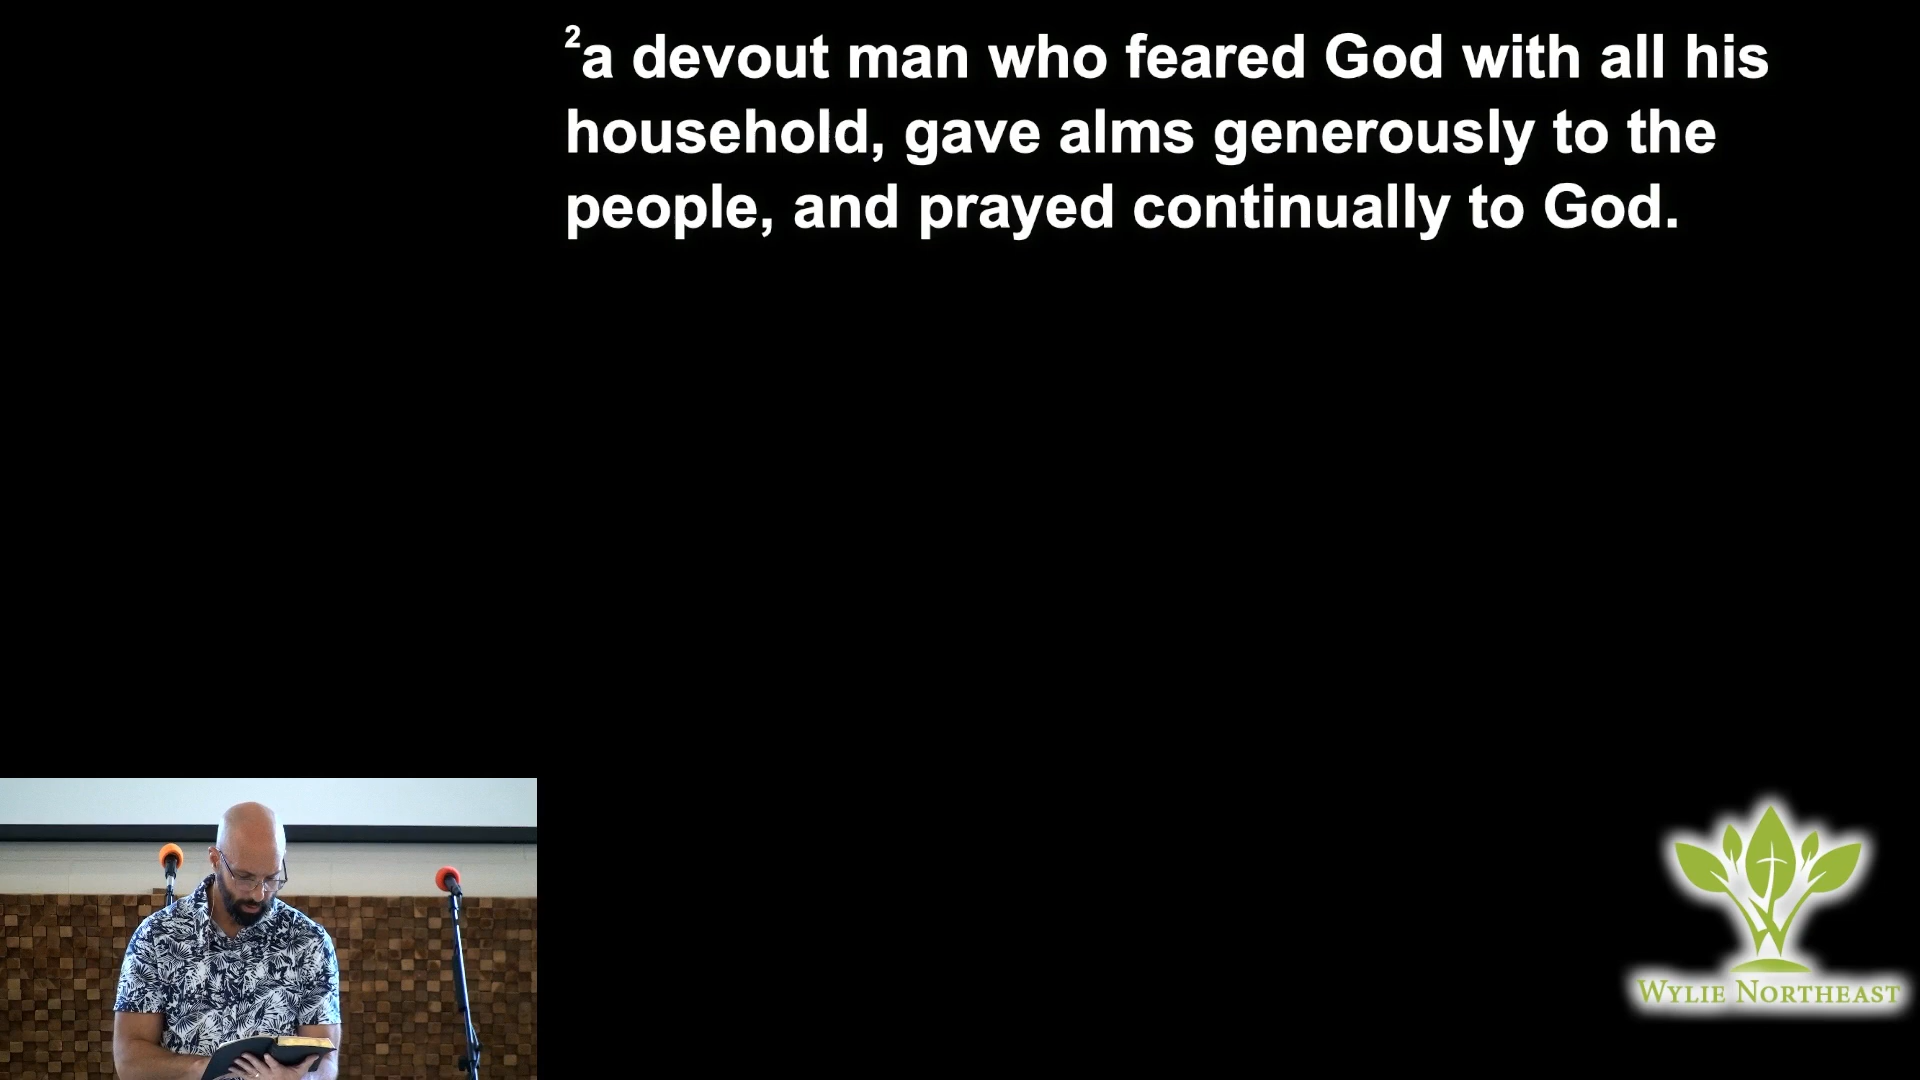 ²a devout man who feared God with all his
household, gave alms generously to the
people, and prayed continually to God.
WYLIE NORTHEAST